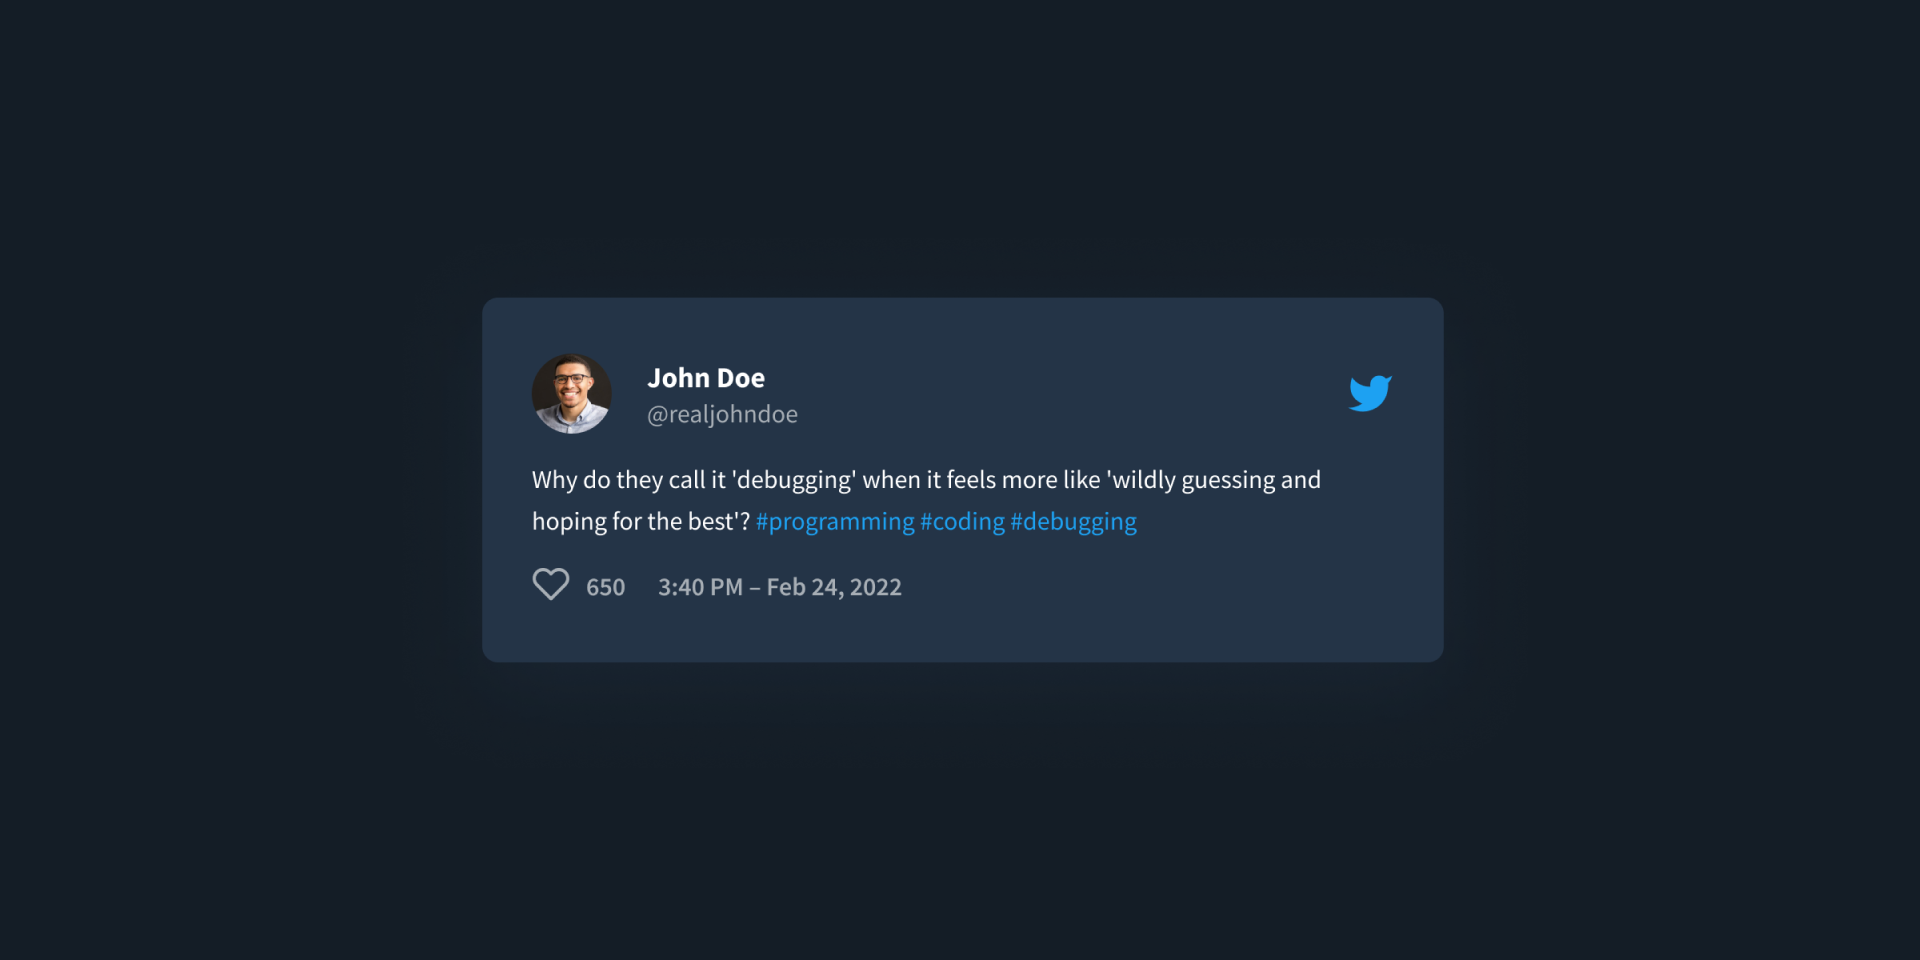 John Doe
@realjohndoe
Why do they call it 'debugging' when it feels more like 'wildly guessing and
hoping for the best'? #programming #coding #debugging
650 3:40 PM – Feb 24, 2022